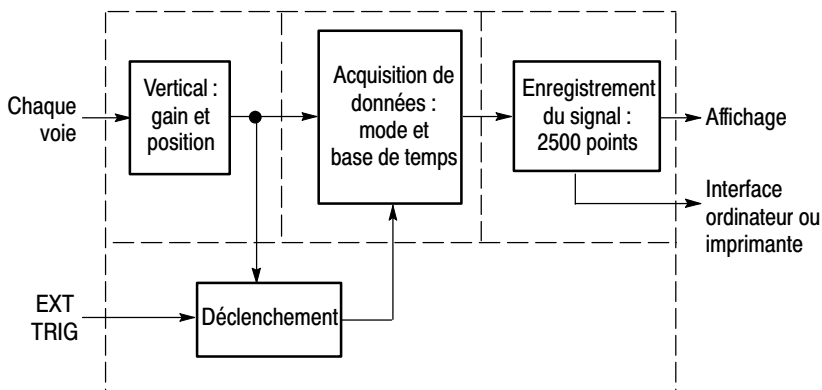 Chaque
voie
Vertical :
gain et
position
Acquisition de
données :
mode et
base de temps
Enregistrement
du signal :
2500 points
Affichage
Interface
ordinateur ou
imprimante
EXT
TRIG
Déclenchement